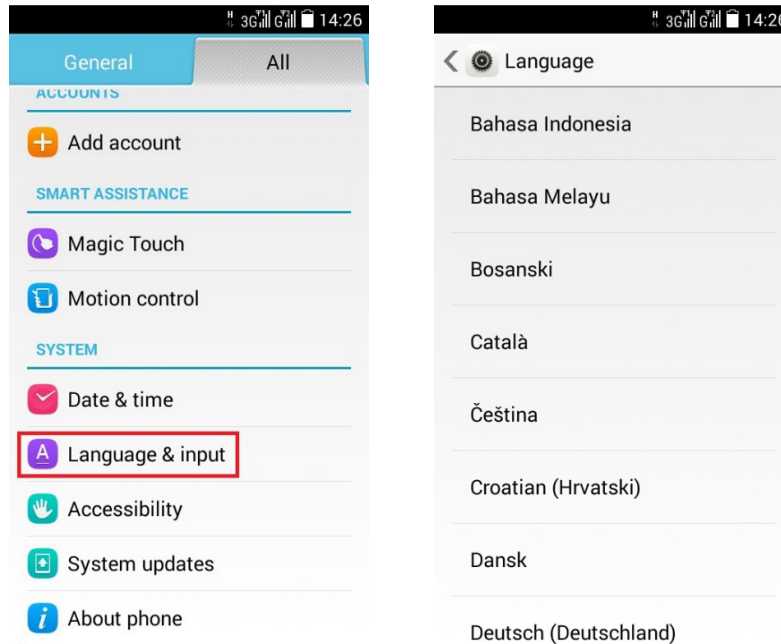 H 3G G 14:26
General All
ACCOUNTS
Add account
SMART ASSISTANCE
Magic Touch
Motion control
SYSTEM
Date & time
A Language & input
Accessibility
System updates
i About phone
H 3G G 14:26
Language
Bahasa Indonesia
Bahasa Melayu
Bosanski
Català
Čeština
Croatian (Hrvatski)
Dansk
Deutsch (Deutschland)